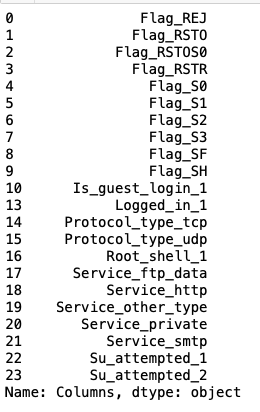 0 Flag_REJ
1 Flag_RSTO
2 Flag_RSTOS0
3 Flag_RSTR
4 Flag_S0
5 Flag_S1
6 Flag_S2
7 Flag_S3
8 Flag_SF
9 Flag_SH
10 Is_guest_login_1
13 Logged_in_1
14 Protocol_type_tcp
15 Protocol_type_udp
16 Root_shell_1
17 Service_ftp_data
18 Service_http
19 Service_other_type
20 Service_private
21 Service_smtp
22 Su_attempted_1
23 Su_attempted_2
Name: Columns, dtype: object